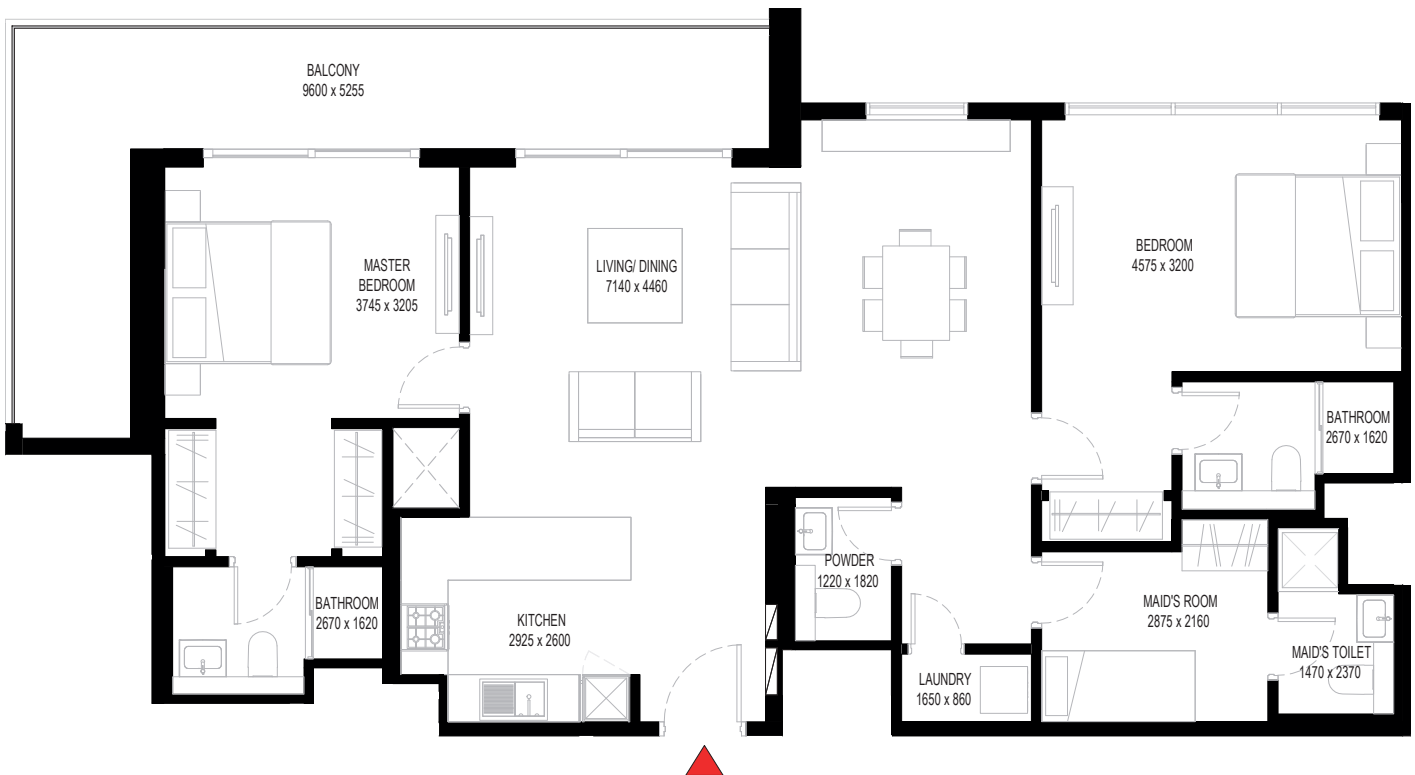 BALCONY
9600 x 5255
MASTER
BEDROOM
3745 x 3205
LIVING/ DINING
7140 x 4460
BEDROOM
4575 x 3200
BATHROOM
2670 x 1620
POWDER
1220 x 1820
BATHROOM
2670 x 1620
KITCHEN
2925 x 2600
MAID'S ROOM
2875 x 2160
MAID'S TOILET
1470 x 2370
LAUNDRY
1650 x 860